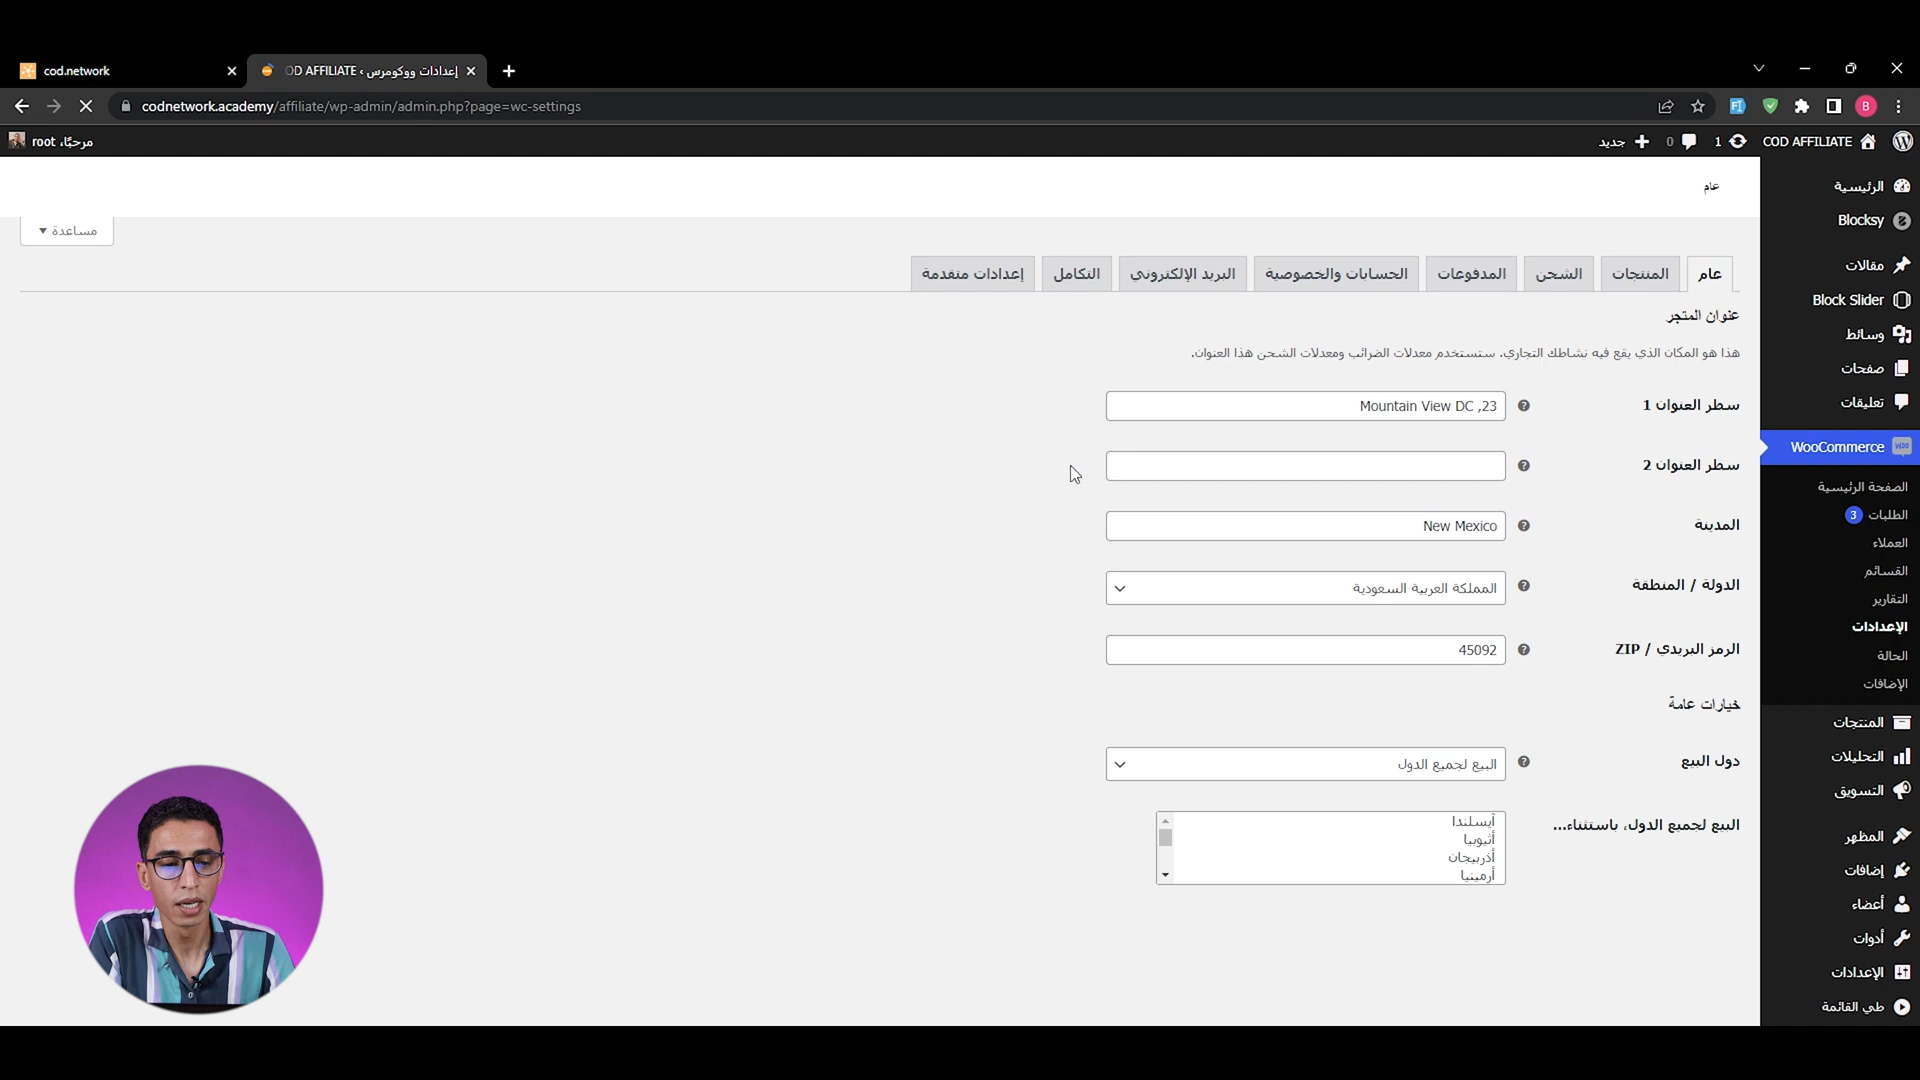 cod.network
إعدادات ووكومرس ‹ OD AFFILIATE
codnetwork.academy/affiliate/wp-admin/admin.php?page=wc-settings
B
COD AFFILIATE
1
0
جديد
مرحبًا، root
عام
مساعدة
عام
المنتجات
الشحن
المدفوعات
الحسابات والخصوصية
البريد الإلكتروني
التكامل
إعدادات متقدمة
عنوان المتجر
هذا هو المكان الذي يقع فيه نشاطك التجاري. ستستخدم معدلات الضرائب ومعدلات الشحن هذا العنوان.
سطر العنوان 1
Mountain View DC ,23
سطر العنوان 2
المدينة
New Mexico
الدولة / المنطقة
المملكة العربية السعودية
الرمز البريدي / ZIP
45092
خيارات عامة
دول البيع
البيع لجميع الدول
البيع لجميع الدول، باستثناء...
آيسلندا
أثيوبيا
أذربيجان
أرمينيا
الرئيسية
Blocksy
مقالات
Block Slider
وسائط
صفحات
تعليقات
WooCommerce
الصفحة الرئيسية
الطلبات 3
العملاء
القسائم
التقارير
الإعدادات
الحالة
الإضافات
المنتجات
التحليلات
التسويق
المظهر
إضافات
أعضاء
أدوات
الإعدادات
طي القائمة